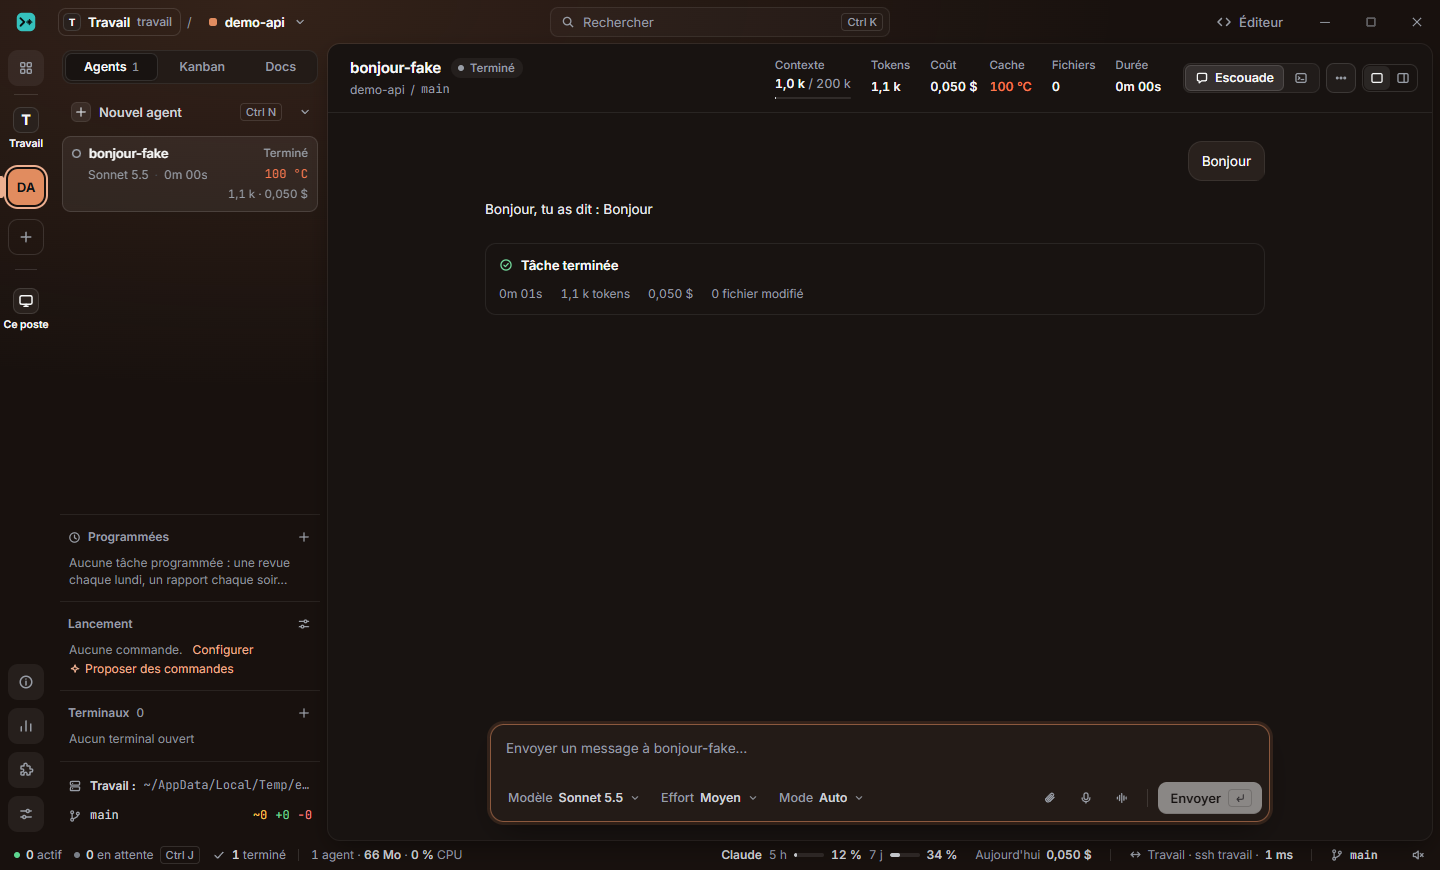 T Travail travail / demo-api
Rechercher Ctrl K
Éditeur
Agents 1 Kanban Docs
Nouvel agent Ctrl N
T
Travail
DA
Ce poste
bonjour-fake Terminé
Sonnet 5.5 · 0m 00s 100 °C
1,1 k · 0,050 $
bonjour-fake Terminé
demo-api / main
Contexte Tokens Coût Cache Fichiers Durée
1,0 k / 200 k 1,1 k 0,050 $ 100 °C 0 0m 00s
Escouade
Bonjour
Bonjour, tu as dit : Bonjour
Tâche terminée
0m 01s 1,1 k tokens 0,050 $ 0 fichier modifié
Programmées
Aucune tâche programmée : une revue
chaque lundi, un rapport chaque soir...
Lancement
Aucune commande. Configurer
Proposer des commandes
Terminaux 0
Aucun terminal ouvert
Travail : ~/AppData/Local/Temp/e…
main ~0 +0 -0
Envoyer un message à bonjour-fake...
Modèle Sonnet 5.5 Effort Moyen Mode Auto Envoyer
0 actif 0 en attente Ctrl J 1 terminé 1 agent · 66 Mo · 0 % CPU Claude 5 h 12 % 7 j 34 % Aujourd'hui 0,050 $ Travail · ssh travail · 1 ms main